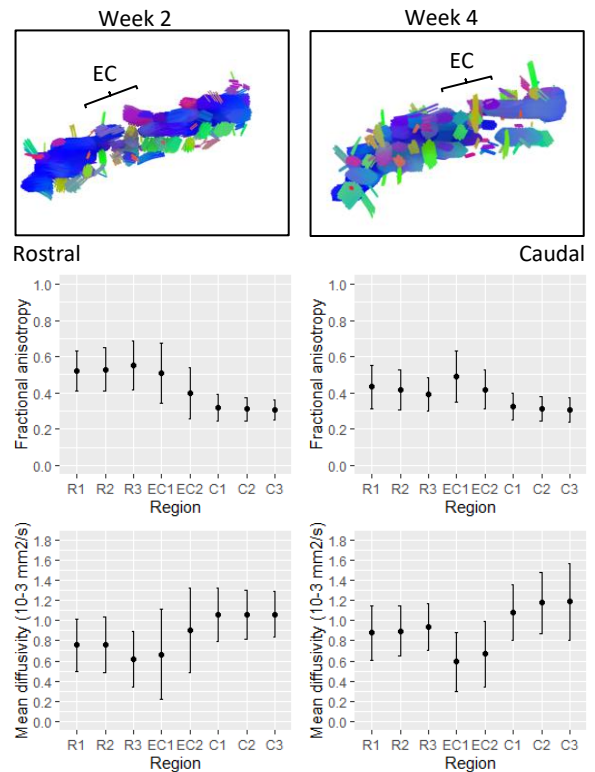 Week 2
Week 4
EC
EC
Rostral
Caudal
Fractional anisotropy
1.0
0.8
0.6
0.4
0.2
0.0
R1 R2 R3 EC1 EC2 C1 C2 C3
Region
Fractional anisotropy
1.0
0.8
0.6
0.4
0.2
0.0
R1 R2 R3 EC1 EC2 C1 C2 C3
Region
Mean diffusivity (10-3 mm2/s)
1.8
1.6
1.4
1.2
1.0
0.8
0.6
0.4
0.2
0.0
R1 R2 R3 EC1 EC2 C1 C2 C3
Region
Mean diffusivity (10-3 mm2/s)
1.8
1.6
1.4
1.2
1.0
0.8
0.6
0.4
0.2
0.0
R1 R2 R3 EC1 EC2 C1 C2 C3
Region